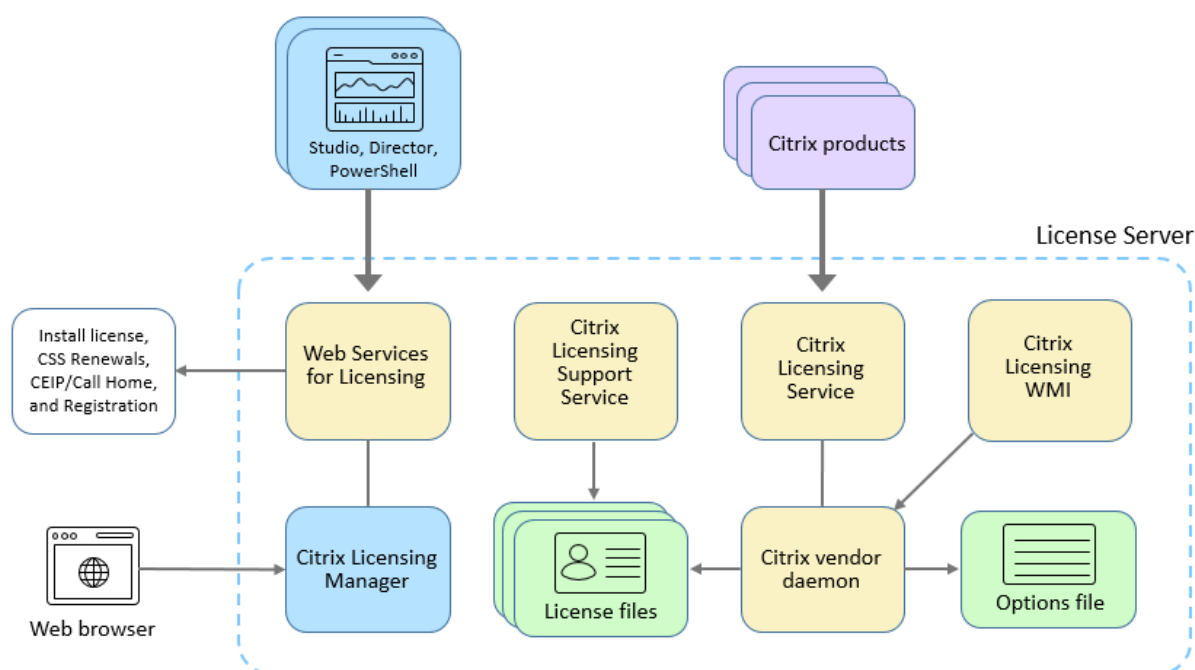 Studio, Director,
PowerShell
Citrix products
License Server
Install license,
CSS Renewals,
CEIP/Call Home,
and Registration
Web Services
for Licensing
Citrix
Licensing
Support
Service
Citrix
Licensing
Service
Citrix
Licensing
WMI
Web browser
Citrix Licensing
Manager
License files
Citrix vendor
daemon
Options file